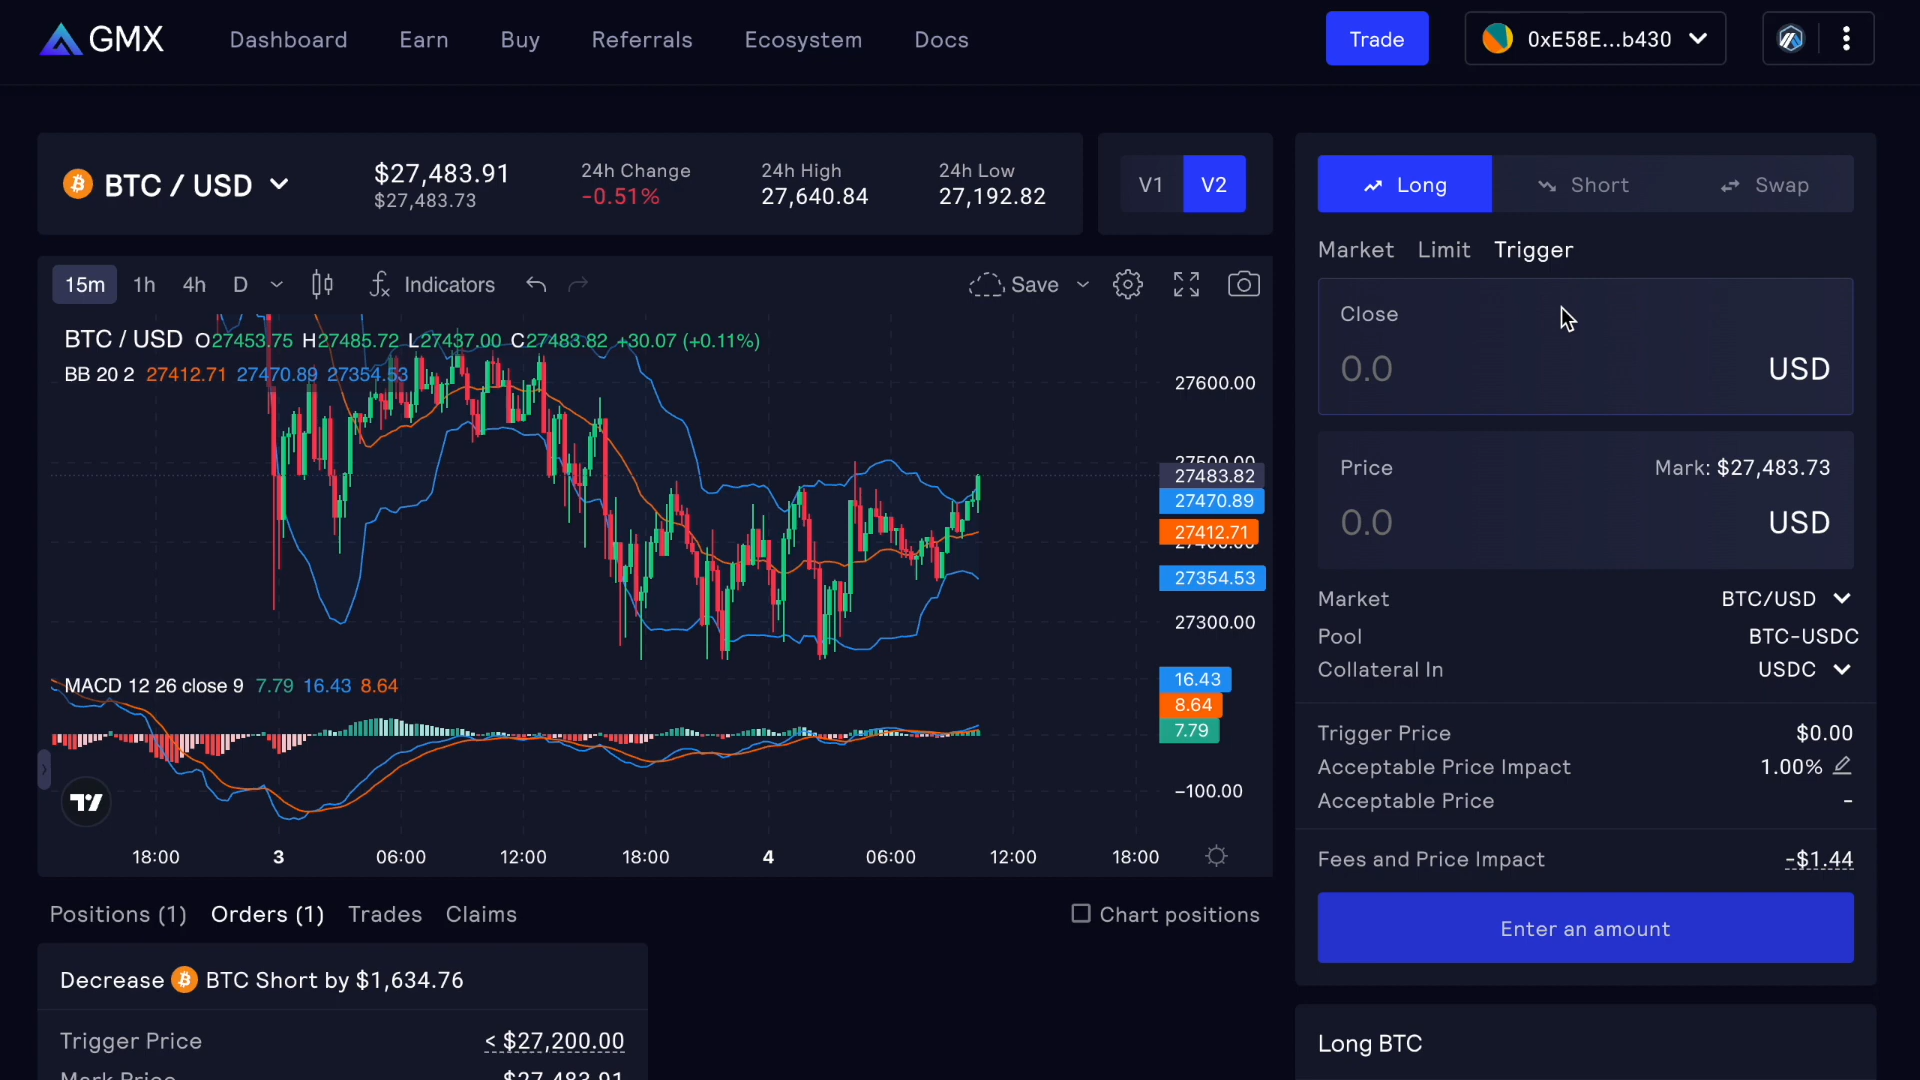 GMX
Dashboard Earn Buy Referrals Ecosystem Docs
Trade
0xE58E...b430
BTC / USD
$27,483.91
$27,483.73
24h Change
-0.51%
24h High
27,640.84
24h Low
27,192.82
V1 V2
15m 1h 4h D Indicators Save
BTC / USD O27453.75 H27485.72 L27437.00 C27483.82 +30.07 (+0.11%)
BB 20 2 27412.71 27470.89 27354.53
27600.00
27500.00
27483.82
27470.89
27412.71
27400.00
27354.53
27300.00
MACD 12 26 close 9 7.79 16.43 8.64
16.43
8.64
7.79
−100.00
18:00 3 06:00 12:00 18:00 4 06:00 12:00 18:00
Positions (1) Orders (1) Trades Claims
Chart positions
Decrease BTC Short by $1,634.76
Trigger Price < $27,200.00
Mark Price $27,483.91
Long Short Swap
Market Limit Trigger
Close
0.0 USD
Price Mark: $27,483.73
0.0 USD
Market BTC/USD
Pool BTC-USDC
Collateral In USDC
Trigger Price $0.00
Acceptable Price Impact 1.00%
Acceptable Price -
Fees and Price Impact -$1.44
Enter an amount
Long BTC